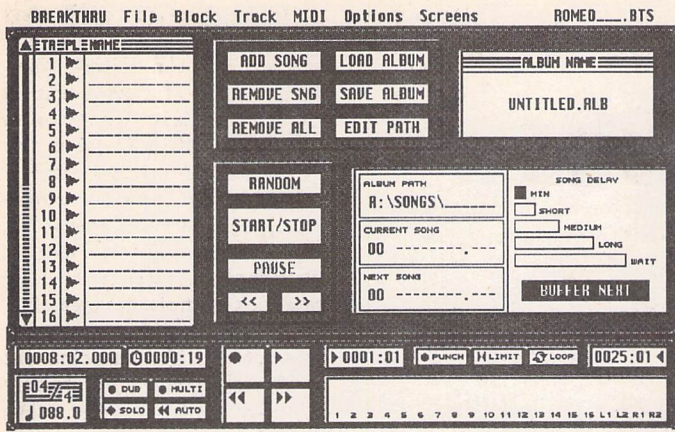 BREAKTHRU File Block Track MIDI Options Screens ROMEO___.BTS
TR PL NAME
1
2
3
4
5
6
7
8
9
10
11
12
13
14
15
16
ADD SONG LOAD ALBUM
REMOVE SNG SAVE ALBUM
REMOVE ALL EDIT PATH
ALBUM NAME
UNTITLED.ALB
RANDOM
START/STOP
PAUSE
<< >>
ALBUM PATH
A:\SONGS\______
CURRENT SONG
00 --------.---
NEXT SONG
00 --------.---
SONG DELAY
MIN
SHORT
MEDIUM
LONG
WAIT
BUFFER NEXT
0008:02.000 0000:19 0001:01 PUNCH LIMIT LOOP 0025:01
04/4
088.0
DUB MULTI
SOLO AUTO
1 2 3 4 5 6 7 8 9 10 11 12 13 14 15 16 L1 L2 R1 R2